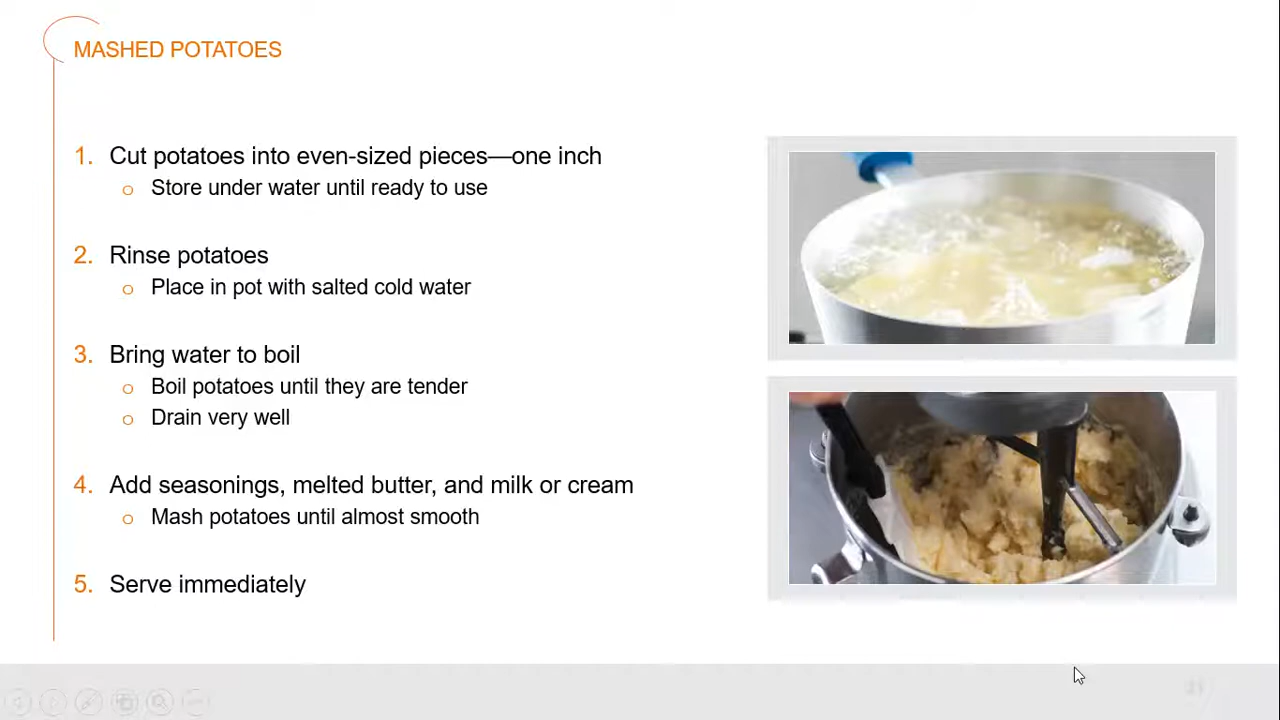 MASHED POTATOES
1. Cut potatoes into even-sized pieces—one inch
o Store under water until ready to use
2. Rinse potatoes
o Place in pot with salted cold water
3. Bring water to boil
o Boil potatoes until they are tender
o Drain very well
4. Add seasonings, melted butter, and milk or cream
o Mash potatoes until almost smooth
5. Serve immediately